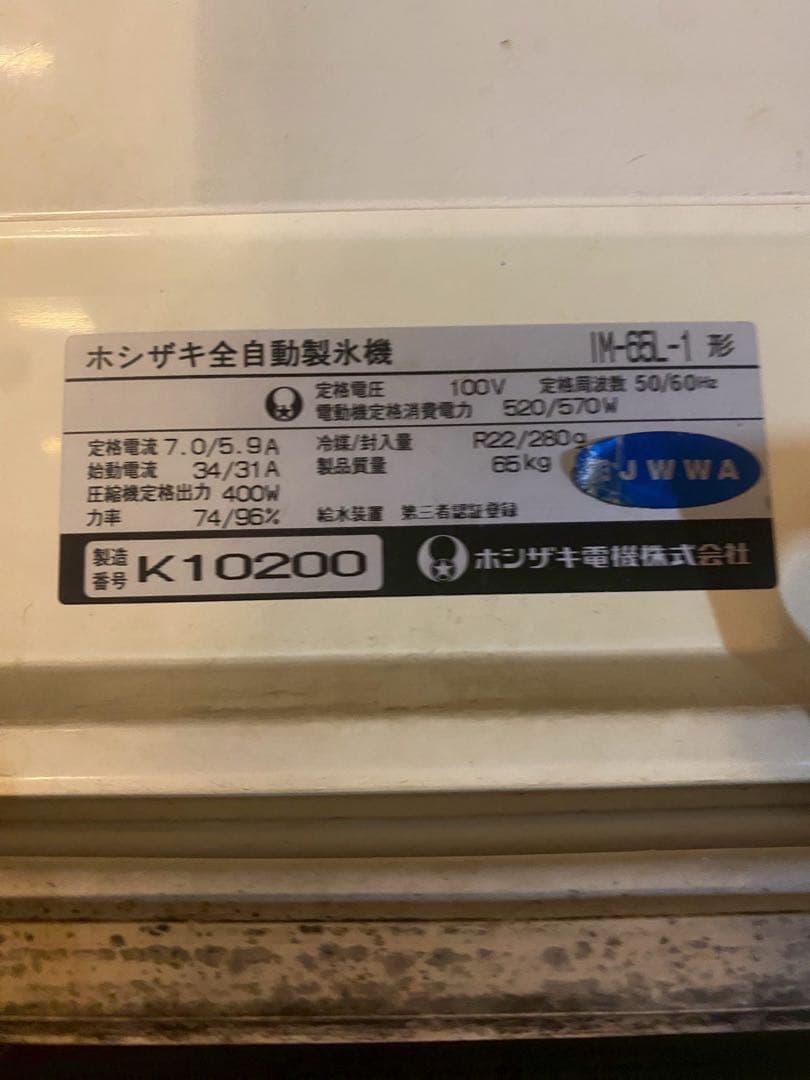 ホシザキ全自動製氷機 IM-65L-1 形
定格電圧 100V 定格周波数 50/60Hz
電動機定格消費電力 520/570W
定格電流 7.0/5.9A 冷媒/封入量 R22/280g
始動電流 34/31A 製品質量 65kg
圧縮機定格出力 400W
力率 74/96% 給水装置 第三者認証登録
JWWA
製造番号 K10200 ホシザキ電機株式会社